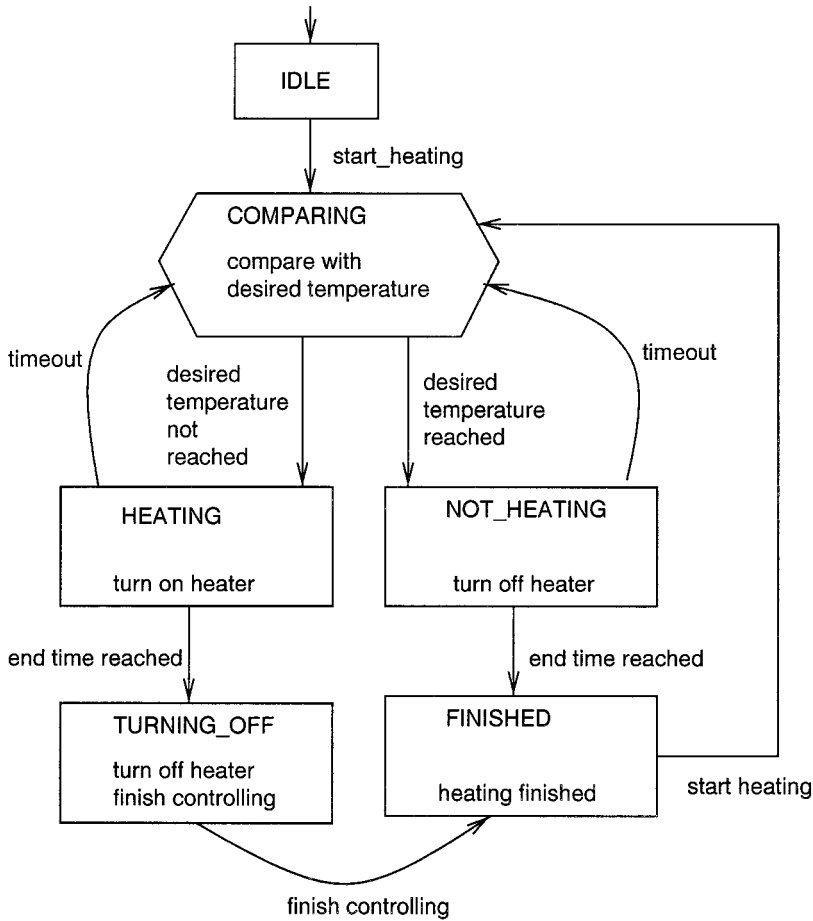 IDLE
start_heating
COMPARING
compare with
desired temperature
timeout
desired
temperature
not
reached
desired
temperature
reached
timeout
HEATING
turn on heater
NOT_HEATING
turn off heater
end time reached
end time reached
TURNING_OFF
turn off heater
finish controlling
FINISHED
heating finished
start heating
finish controlling